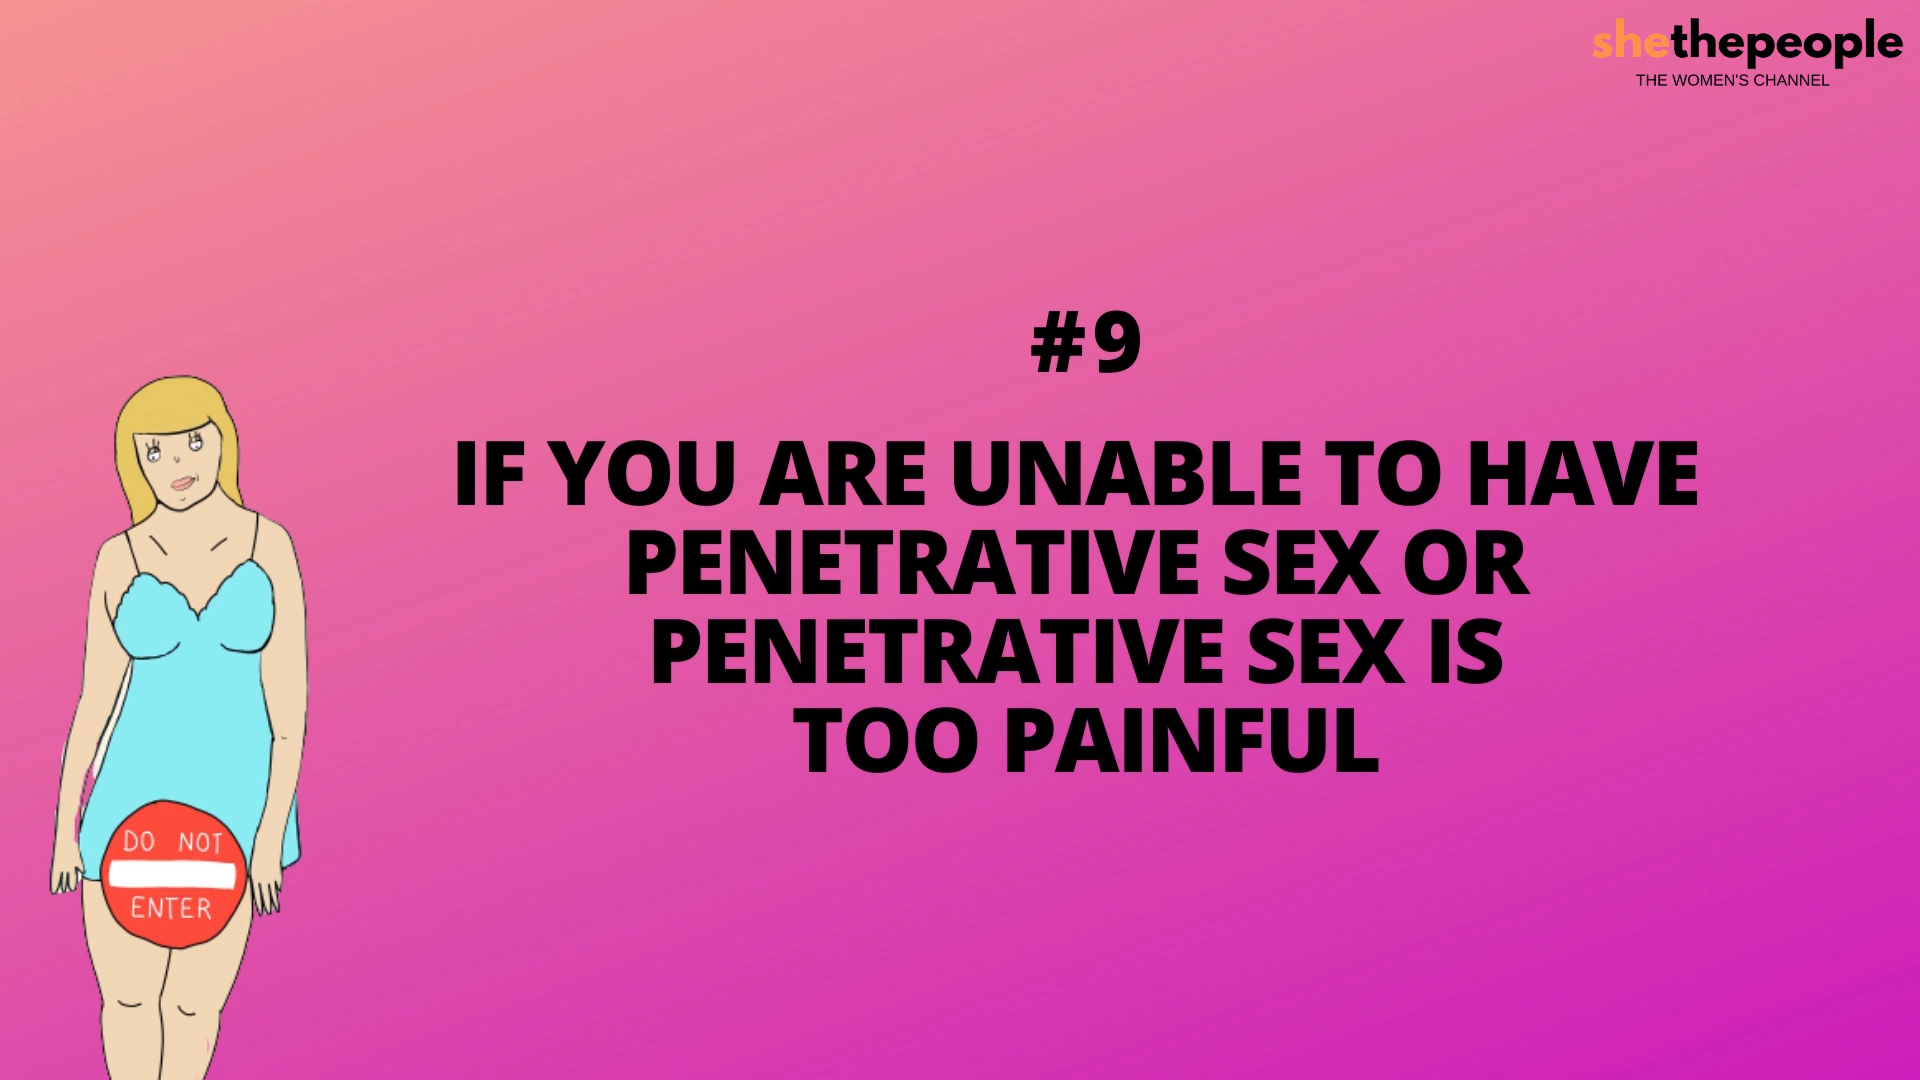 shethepeople
THE WOMEN'S CHANNEL
#9
IF YOU ARE UNABLE TO HAVE
PENETRATIVE SEX OR
PENETRATIVE SEX IS
TOO PAINFUL
DO NOT
ENTER